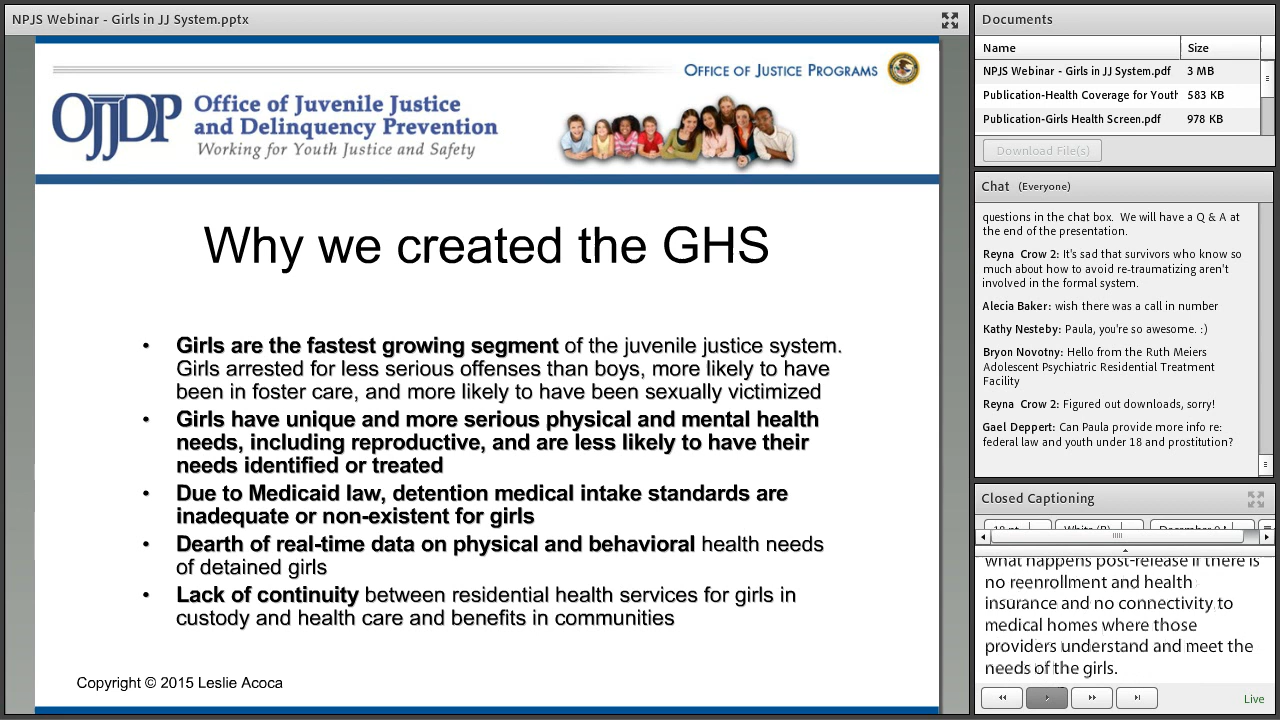 NPJS Webinar - Girls in JJ System.pptx
OFFICE OF JUSTICE PROGRAMS
OJJDP
Office of Juvenile Justice
and Delinquency Prevention
Working for Youth Justice and Safety
Why we created the GHS
• Girls are the fastest growing segment of the juvenile justice system.
Girls arrested for less serious offenses than boys, more likely to have
been in foster care, and more likely to have been sexually victimized
• Girls have unique and more serious physical and mental health
needs, including reproductive, and are less likely to have their
needs identified or treated
• Due to Medicaid law, detention medical intake standards are
inadequate or non-existent for girls
• Dearth of real-time data on physical and behavioral health needs
of detained girls
• Lack of continuity between residential health services for girls in
custody and health care and benefits in communities
Copyright © 2015 Leslie Acoca
Documents
Name Size
NPJS Webinar - Girls in JJ System.pdf 3 MB
Publication-Health Coverage for Youth 583 KB
Publication-Girls Health Screen.pdf 978 KB
Download File(s)
Chat (Everyone)
questions in the chat box. We will have a Q & A at
the end of the presentation.
Reyna Crow 2: It's sad that survivors who know so
much about how to avoid re-traumatizing aren't
involved in the formal system.
Alecia Baker: wish there was a call in number
Kathy Nesteby: Paula, you're so awesome. :)
Bryon Novotny: Hello from the Ruth Meiers
Adolescent Psychiatric Residential Treatment
Facility
Reyna Crow 2: Figured out downloads, sorry!
Gael Deppert: Can Paula provide more info re:
federal law and youth under 18 and prostitution?
Closed Captioning
what happens post-release if there is
no reenrollment and health
insurance and no connectivity to
medical homes where those
providers understand and meet the
needs of the girls.
Live